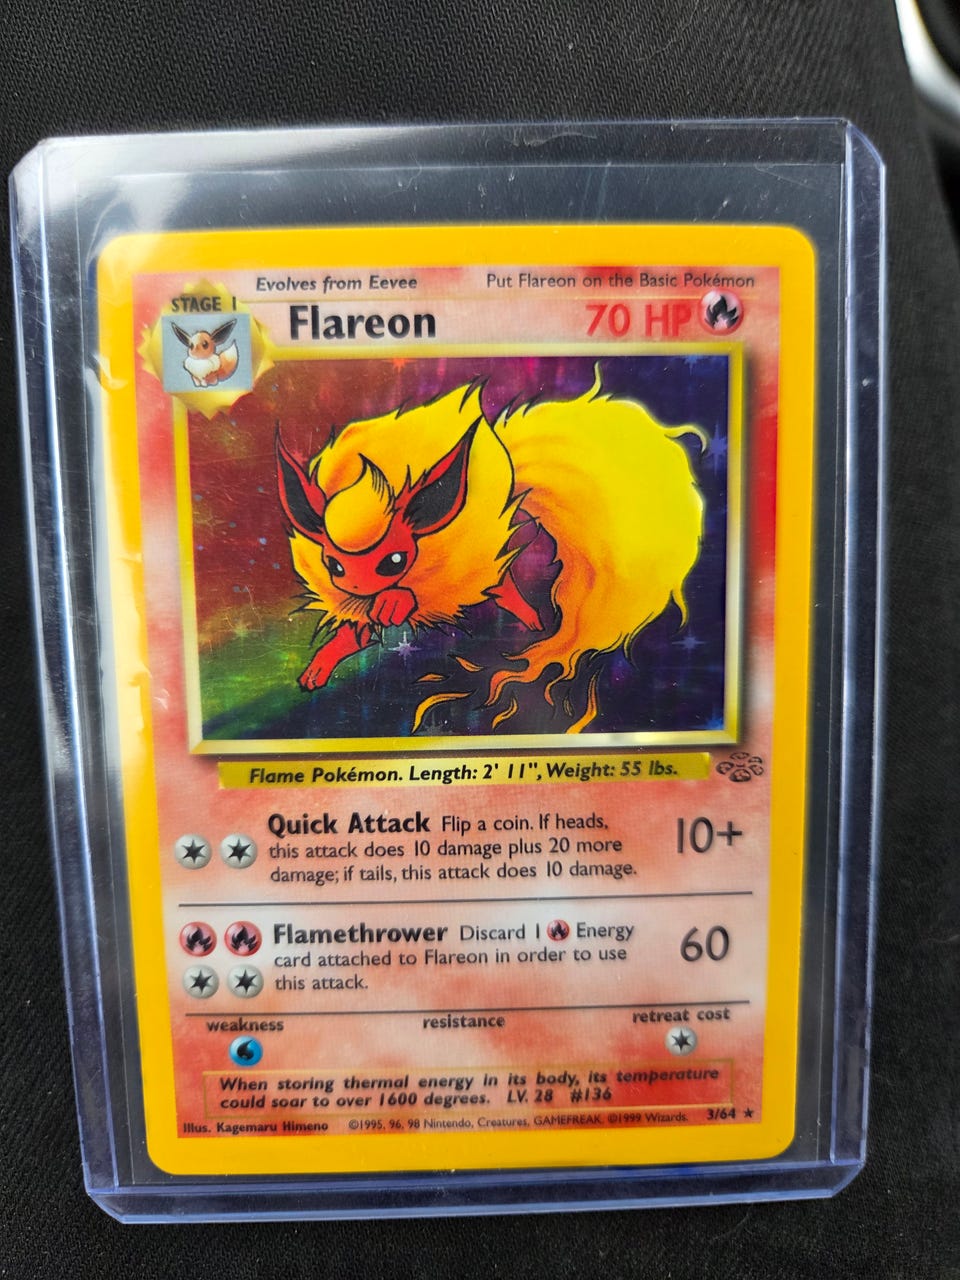 Evolves from Eevee
Put Flareon on the Basic Pokémon
STAGE 1
Flareon
70 HP
Flame Pokémon. Length: 2' 11", Weight: 55 lbs.
Quick Attack Flip a coin. If heads,
this attack does 10 damage plus 20 more
damage; if tails, this attack does 10 damage.
10+
Flamethrower Discard 1 Energy
card attached to Flareon in order to use
this attack.
60
weakness
resistance
retreat cost
When storing thermal energy in its body, its temperature
could soar to over 1600 degrees. LV. 28 #136
Illus. Kagemaru Himeno ©1995, 96, 98 Nintendo, Creatures, GAMEFREAK. ©1999 Wizards. 3/64 ★